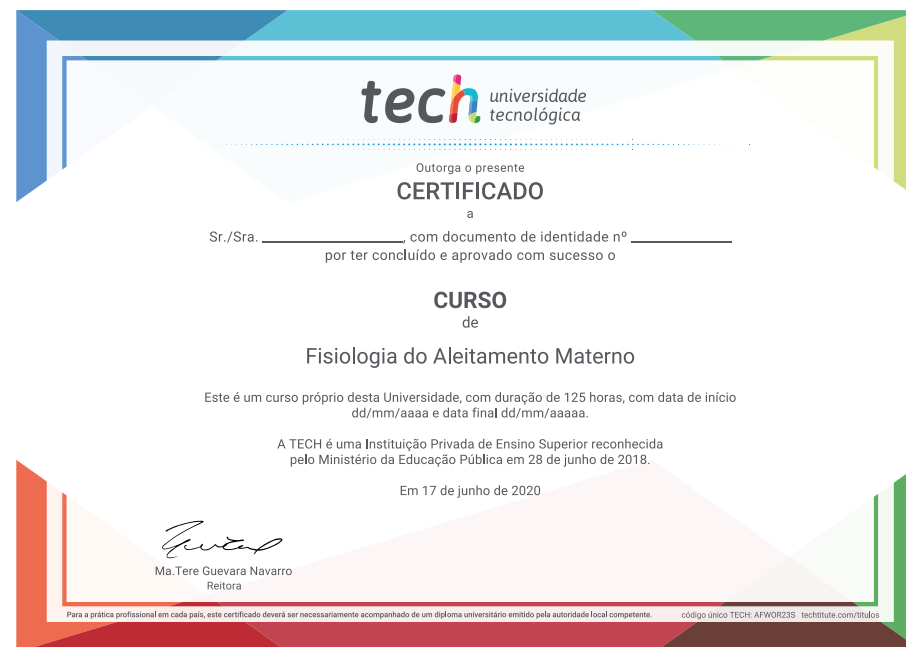 tech universidade
tecnológica
Outorga o presente
CERTIFICADO
a
Sr./Sra. ____________________, com documento de identidade nº ______________
por ter concluído e aprovado com sucesso o
CURSO
de
Fisiologia do Aleitamento Materno
Este é um curso próprio desta Universidade, com duração de 125 horas, com data de início
dd/mm/aaaa e data final dd/mm/aaaaa.
A TECH é uma Instituição Privada de Ensino Superior reconhecida
pelo Ministério da Educação Pública em 28 de junho de 2018.
Em 17 de junho de 2020
Ma.Tere Guevara Navarro
Reitora
Para a prática profissional em cada país, este certificado deverá ser necessariamente acompanhado de um diploma universitário emitido pela autoridade local competente. código único TECH: AFWOR23S techtitute.com/titulos